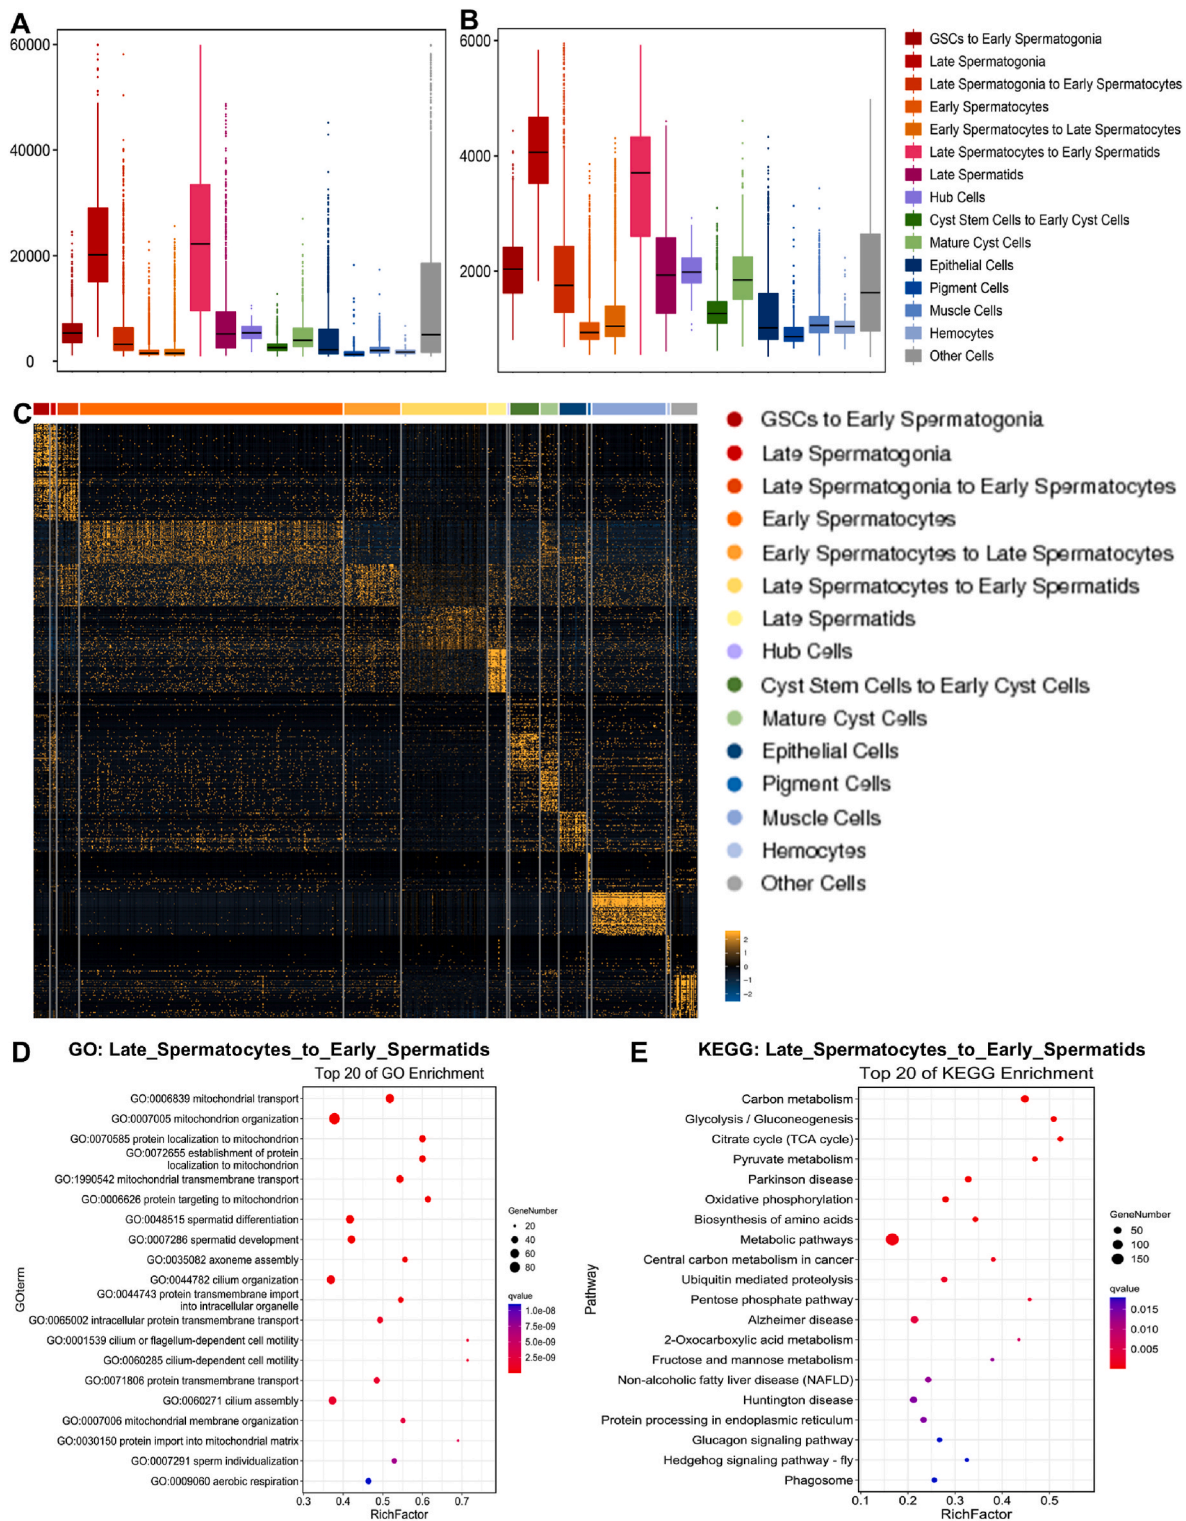 A
60000
40000
20000
0
B
6000
4000
2000
GSCs to Early Spermatogonia
Late Spermatogonia
Late Spermatogonia to Early Spermatocytes
Early Spermatocytes
Early Spermatocytes to Late Spermatocytes
Late Spermatocytes to Early Spermatids
Late Spermatids
Hub Cells
Cyst Stem Cells to Early Cyst Cells
Mature Cyst Cells
Epithelial Cells
Pigment Cells
Muscle Cells
Hemocytes
Other Cells
C
GSCs to Early Spermatogonia
Late Spermatogonia
Late Spermatogonia to Early Spermatocytes
Early Spermatocytes
Early Spermatocytes to Late Spermatocytes
Late Spermatocytes to Early Spermatids
Late Spermatids
Hub Cells
Cyst Stem Cells to Early Cyst Cells
Mature Cyst Cells
Epithelial Cells
Pigment Cells
Muscle Cells
Hemocytes
Other Cells
2
1
0
−1
−2
D
GO: Late_Spermatocytes_to_Early_Spermatids
Top 20 of GO Enrichment
GOterm
GO:0006839 mitochondrial transport
GO:0007005 mitochondrion organization
GO:0070585 protein localization to mitochondrion
GO:0072655 establishment of protein
localization to mitochondrion
GO:1990542 mitochondrial transmembrane transport
GO:0006626 protein targeting to mitochondrion
GO:0048515 spermatid differentiation
GO:0007286 spermatid development
GO:0035082 axoneme assembly
GO:0044782 cilium organization
GO:0044743 protein transmembrane import
into intracellular organelle
GO:0065002 intracellular protein transmembrane transport
GO:0001539 cilium or flagellum-dependent cell motility
GO:0060285 cilium-dependent cell motility
GO:0071806 protein transmembrane transport
GO:0060271 cilium assembly
GO:0007006 mitochondrial membrane organization
GO:0030150 protein import into mitochondrial matrix
GO:0007291 sperm individualization
GO:0009060 aerobic respiration
0.3 0.4 0.5 0.6 0.7
RichFactor
GeneNumber
20
40
60
80
qvalue
1.0e-08
7.5e-09
5.0e-09
2.5e-09
E
KEGG: Late_Spermatocytes_to_Early_Spermatids
Top 20 of KEGG Enrichment
Pathway
Carbon metabolism
Glycolysis / Gluconeogenesis
Citrate cycle (TCA cycle)
Pyruvate metabolism
Parkinson disease
Oxidative phosphorylation
Biosynthesis of amino acids
Metabolic pathways
Central carbon metabolism in cancer
Ubiquitin mediated proteolysis
Pentose phosphate pathway
Alzheimer disease
2-Oxocarboxylic acid metabolism
Fructose and mannose metabolism
Non-alcoholic fatty liver disease (NAFLD)
Huntington disease
Protein processing in endoplasmic reticulum
Glucagon signaling pathway
Hedgehog signaling pathway - fly
Phagosome
0.1 0.2 0.3 0.4 0.5
RichFactor
GeneNumber
50
100
150
qvalue
0.015
0.010
0.005